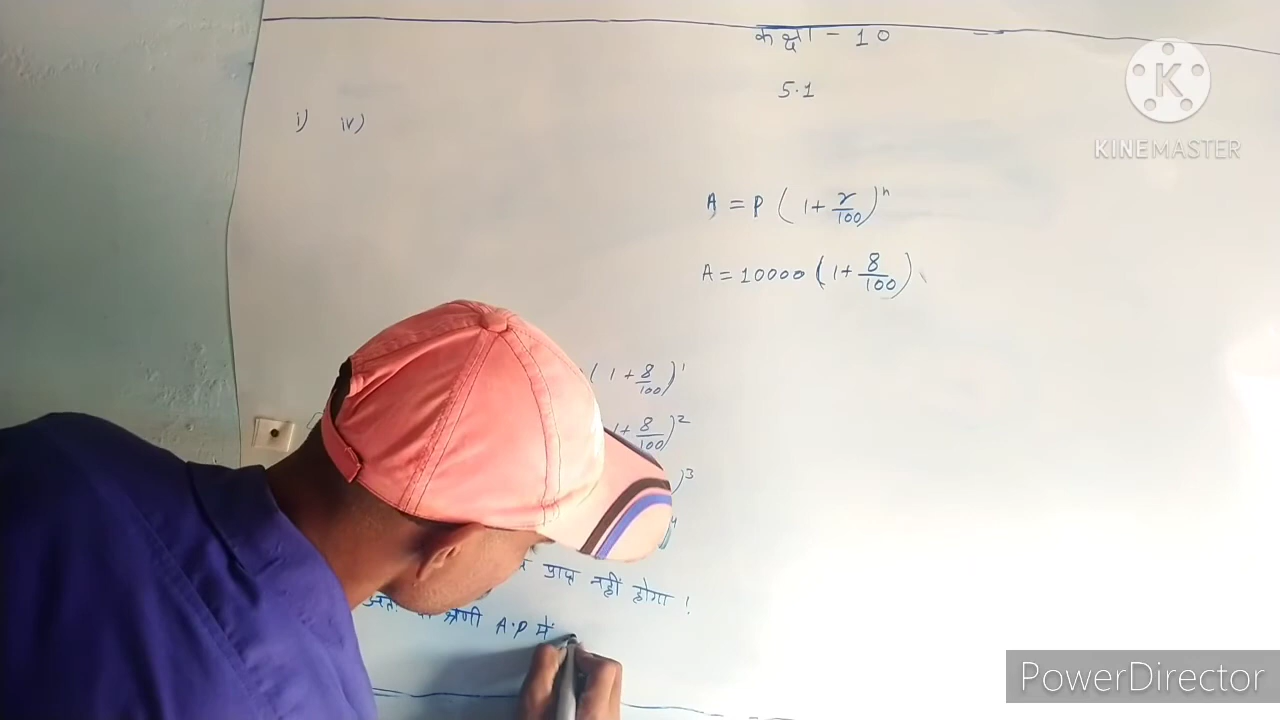 कक्षा - 10
5.1
i) iv)
A = P ( 1 + r/100 )^n
A = 10000 ( 1 + 8/100 )
( 1 + 8/100 )^1
1 + 8/100 )^2
)^3
4
प्राप्त नहीं होगा !
श्रेणी A.P में
K
KINEMASTER
PowerDirector